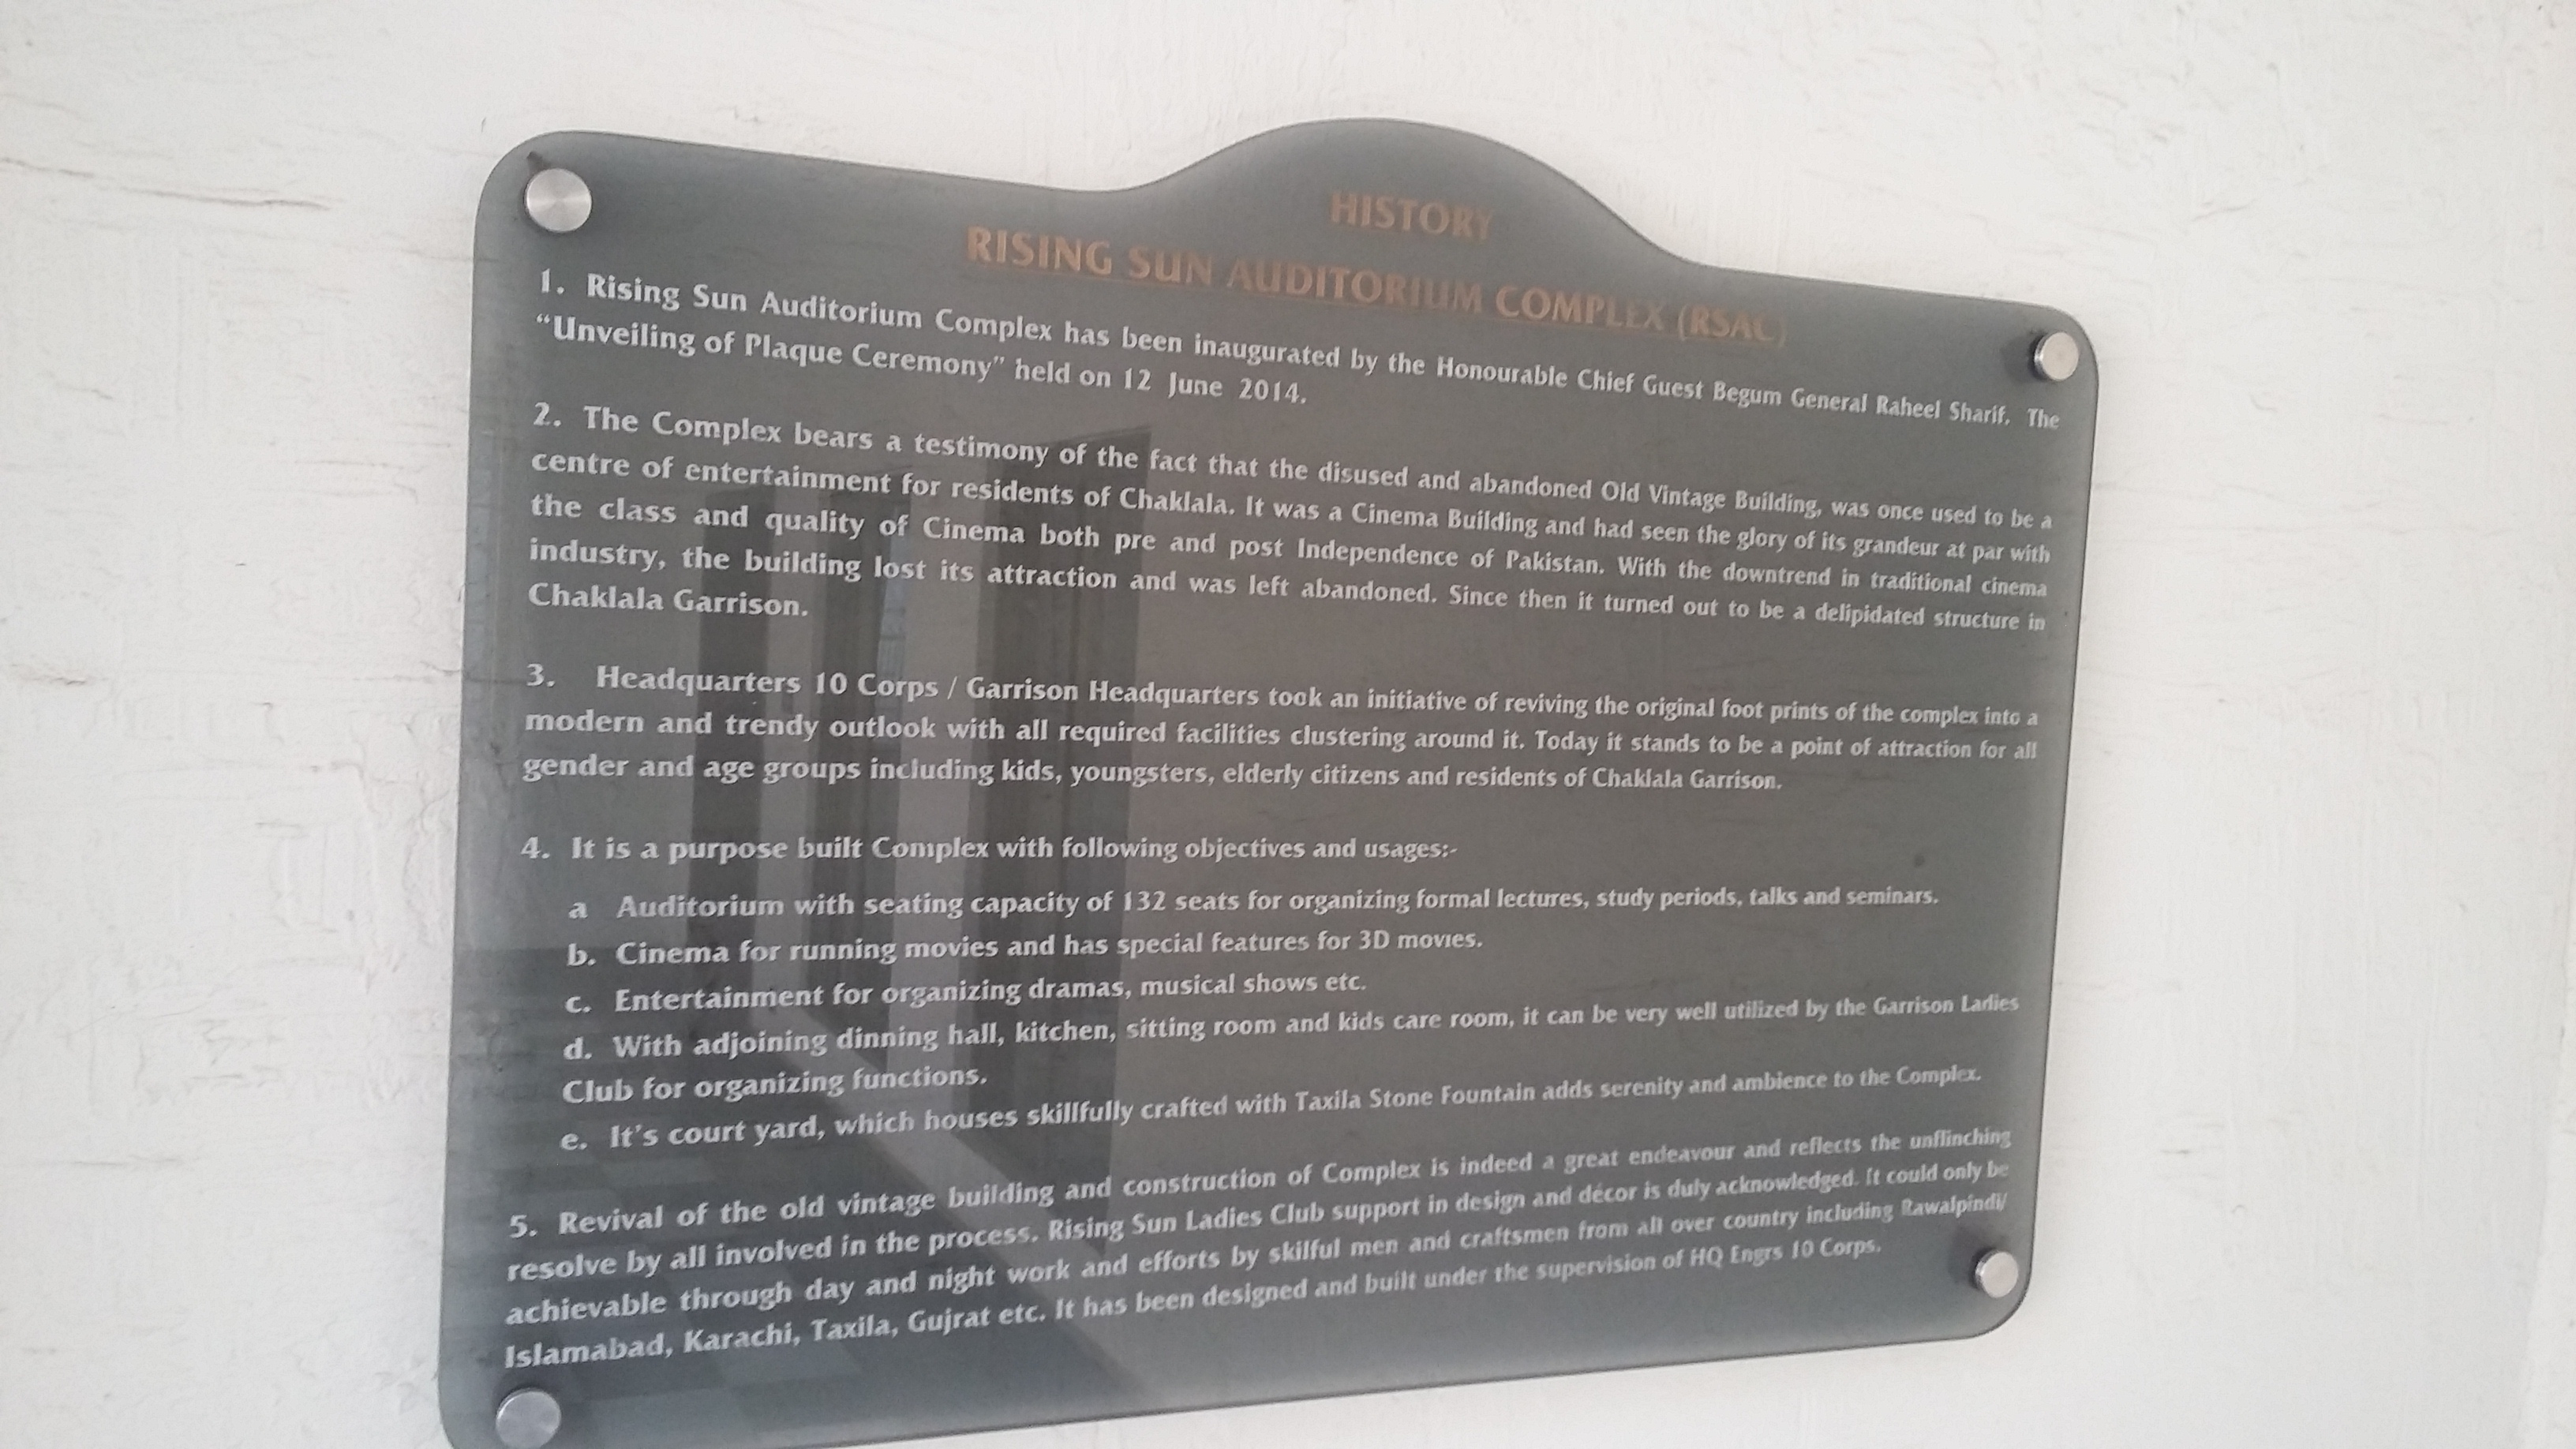 HISTORY
RISING SUN AUDITORIUM COMPLEX (RSAC)
1. Rising Sun Auditorium Complex has been inaugurated by the Honourable Chief Guest Begum General Raheel Sharif. The
“Unveiling of Plaque Ceremony” held on 12 June 2014.
2. The Complex bears a testimony of the fact that the disused and abandoned Old Vintage Building, was once used to be a
centre of entertainment for residents of Chaklala. It was a Cinema Building and had seen the glory of its grandeur at par with
the class and quality of Cinema both pre and post Independence of Pakistan. With the downtrend in traditional cinema
industry, the building lost its attraction and was left abandoned. Since then it turned out to be a delipidated structure in
Chaklala Garrison.
3. Headquarters 10 Corps / Garrison Headquarters took an initiative of reviving the original foot prints of the complex into a
modern and trendy outlook with all required facilities clustering around it. Today it stands to be a point of attraction for all
gender and age groups including kids, youngsters, elderly citizens and residents of Chaklala Garrison.
4. It is a purpose built Complex with following objectives and usages:-
a Auditorium with seating capacity of 132 seats for organizing formal lectures, study periods, talks and seminars.
b. Cinema for running movies and has special features for 3D movies.
c. Entertainment for organizing dramas, musical shows etc.
d. With adjoining dinning hall, kitchen, sitting room and kids care room, it can be very well utilized by the Garrison Ladies
Club for organizing functions.
e. It’s court yard, which houses skillfully crafted with Taxila Stone Fountain adds serenity and ambience to the Complex.
5. Revival of the old vintage building and construction of Complex is indeed a great endeavour and reflects the unflinching
resolve by all involved in the process. Rising Sun Ladies Club support in design and décor is duly acknowledged. It could only be
achievable through day and night work and efforts by skilful men and craftsmen from all over country including Rawalpindi/
Islamabad, Karachi, Taxila, Gujrat etc. It has been designed and built under the supervision of HQ Engrs 10 Corps.